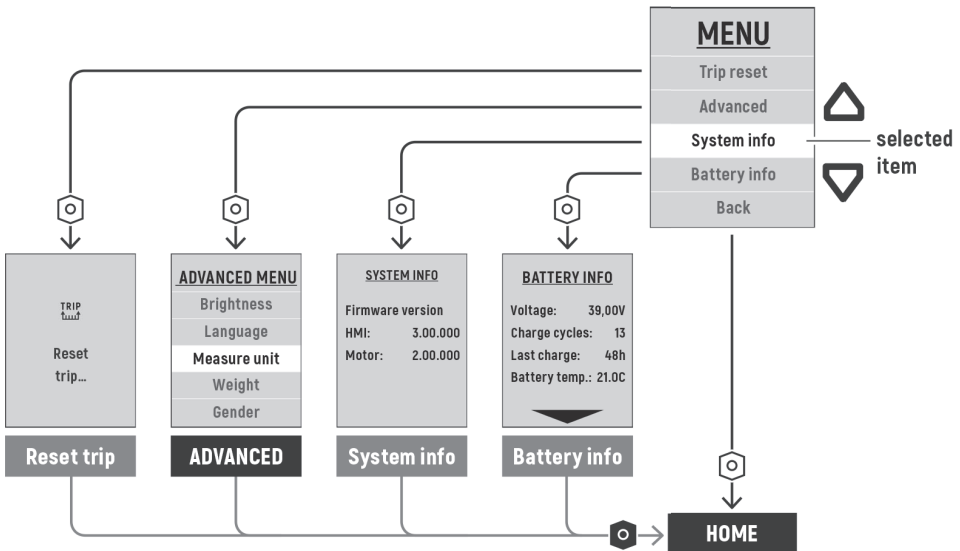 MENU
Trip reset
Advanced
System info
Battery info
Back
selected
item
TRIP
Reset
trip...
Reset trip
ADVANCED MENU
Brightness
Language
Measure unit
Weight
Gender
ADVANCED
SYSTEM INFO
Firmware version
HMI: 3.00.000
Motor: 2.00.000
System info
BATTERY INFO
Voltage: 39,00V
Charge cycles: 13
Last charge: 48h
Battery temp.: 21.0C
Battery info
HOME